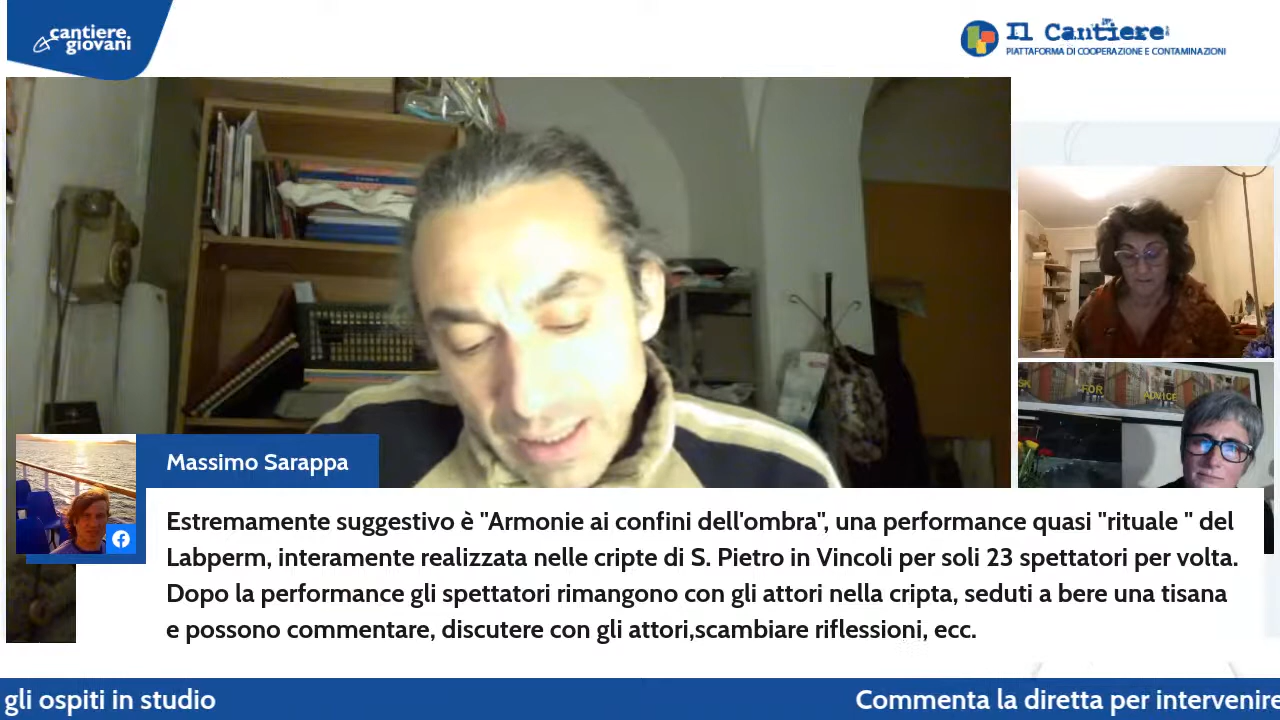 cantiere
giovani
Il Cantiere
PIATTAFORMA DI COOPERAZIONE E CONTAMINAZIONI
FOR
ADVICE
Massimo Sarappa
Estremamente suggestivo è "Armonie ai confini dell'ombra", una performance quasi "rituale " del
Labperm, interamente realizzata nelle cripte di S. Pietro in Vincoli per soli 23 spettatori per volta.
Dopo la performance gli spettatori rimangono con gli attori nella cripta, seduti a bere una tisana
e possono commentare, discutere con gli attori,scambiare riflessioni, ecc.
gli ospiti in studio
Commenta la diretta per intervenire